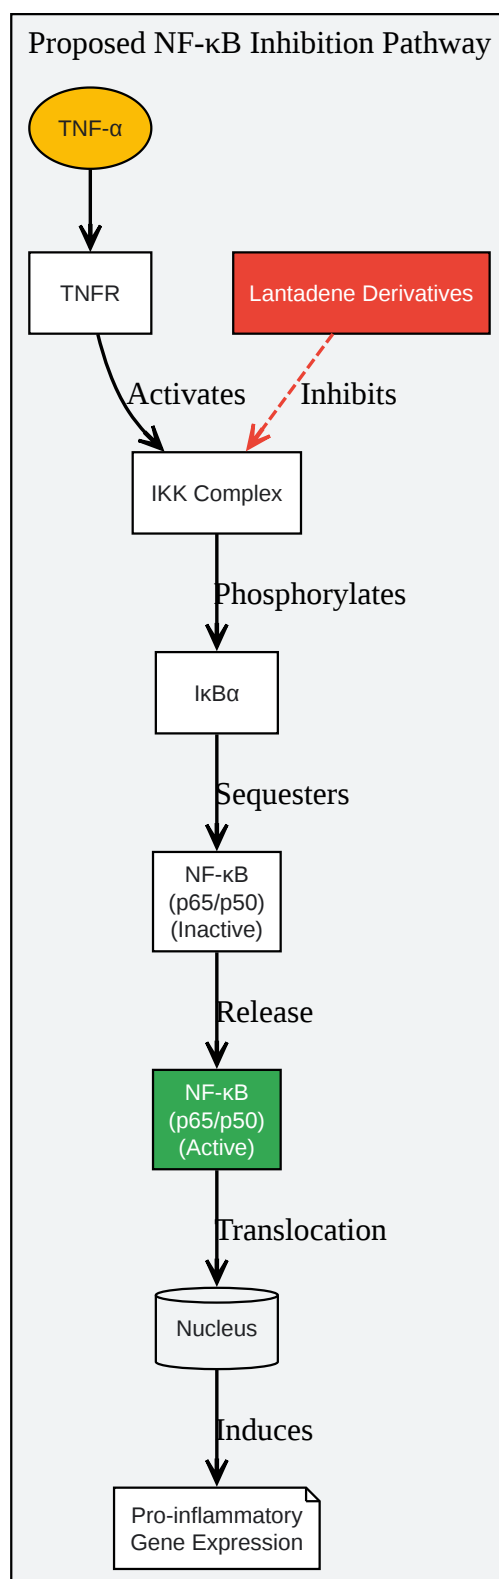 Proposed NF-κB Inhibition Pathway
TNF-α
TNFR
Lantadene Derivatives
Activates
Inhibits
IKK Complex
Phosphorylates
IκBα
Sequesters
NF-κB
(p65/p50)
(Inactive)
Release
NF-κB
(p65/p50)
(Active)
Translocation
Nucleus
Induces
Pro-inflammatory
Gene Expression